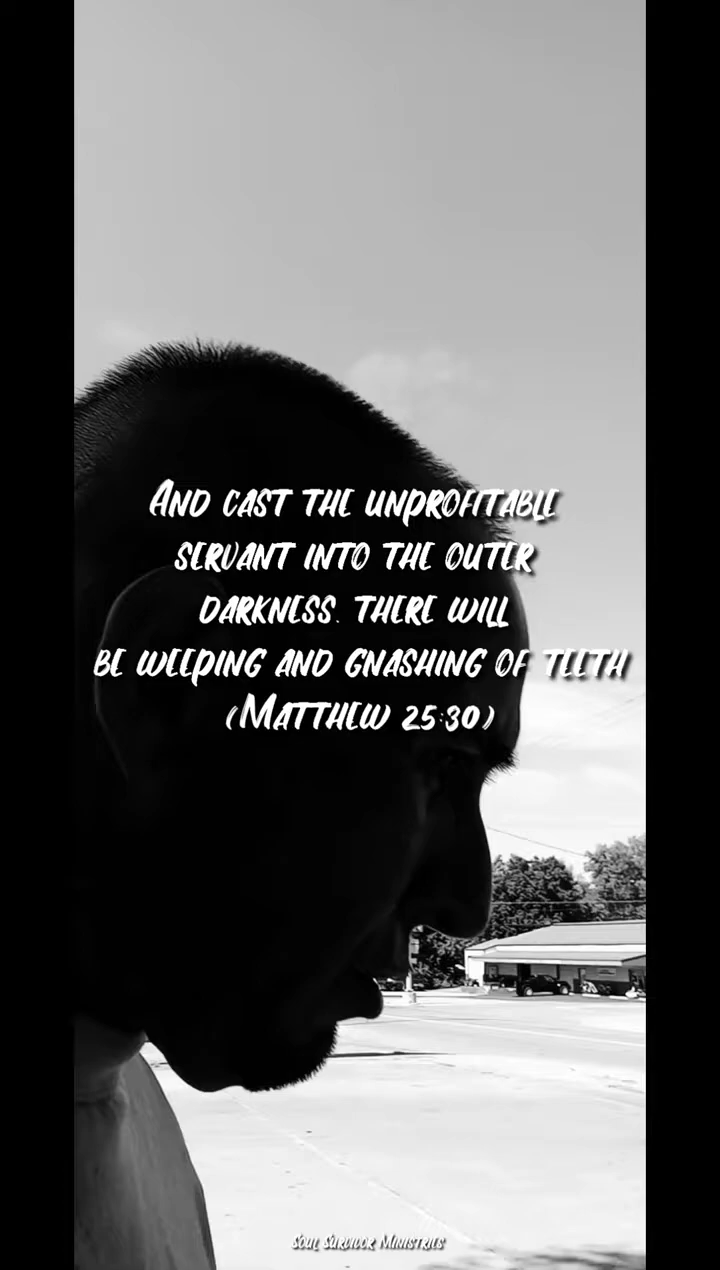 And cast the unprofitable
servant into the outer
darkness. There will
be weeping and gnashing of teeth
(Matthew 25:30)
Soul Survivor Ministries